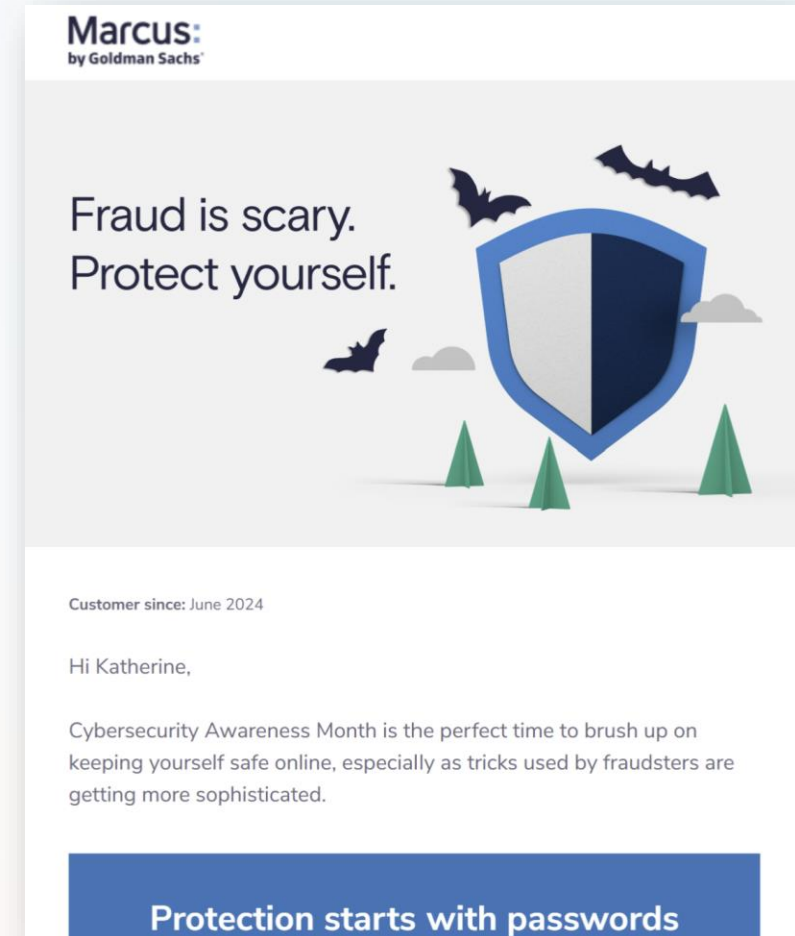 Marcus:
by Goldman Sachs®
Fraud is scary.
Protect yourself.
Customer since: June 2024
Hi Katherine,
Cybersecurity Awareness Month is the perfect time to brush up on
keeping yourself safe online, especially as tricks used by fraudsters are
getting more sophisticated.
Protection starts with passwords